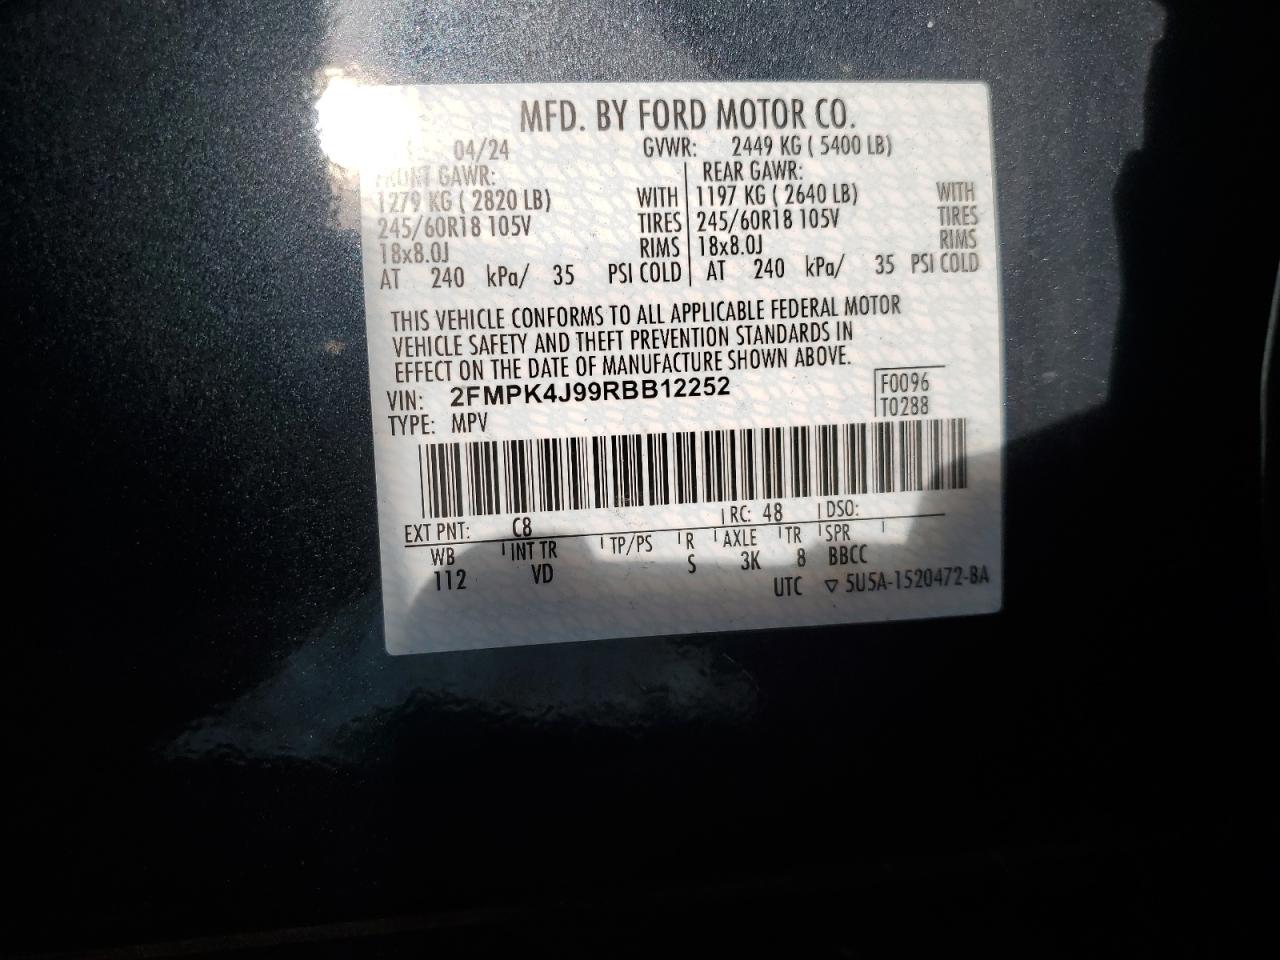 MFD. BY FORD MOTOR CO.
04/24 GVWR: 2449 KG ( 5400 LB)
FRONT GAWR: REAR GAWR:
1279 KG ( 2820 LB) WITH 1197 KG ( 2640 LB) WITH
245/60R18 105V TIRES 245/60R18 105V TIRES
18x8.0J RIMS 18x8.0J RIMS
AT 240 kPa/ 35 PSI COLD AT 240 kPa/ 35 PSI COLD
THIS VEHICLE CONFORMS TO ALL APPLICABLE FEDERAL MOTOR
VEHICLE SAFETY AND THEFT PREVENTION STANDARDS IN
EFFECT ON THE DATE OF MANUFACTURE SHOWN ABOVE.
VIN: 2FMPK4J99RBB12252 F0096
TYPE: MPV T0288
EXT PNT: C8 RC: 48 DSO:
WB INT TR TP/PS R AXLE TR SPR
112 VD S 3K 8 BBCC
UTC ▽ 5U5A-1520472-BA